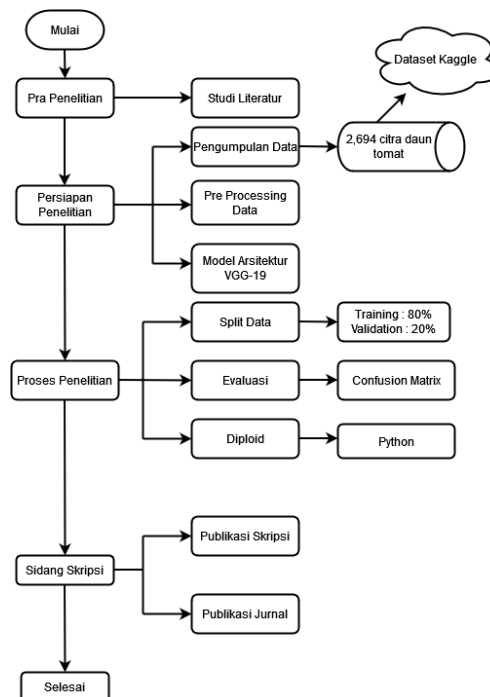 Mulai
Dataset Kaggle
Pra Penelitian
Studi Literatur
Pengumpulan Data
2,694 citra daun
tomat
Persiapan
Penelitian
Pre Processing
Data
Model Arsitektur
VGG-19
Split Data
Training : 80%
Validation : 20%
Proses Penelitian
Evaluasi
Confusion Matrix
Diploid
Python
Publikasi Skripsi
Sidang Skripsi
Publikasi Jurnal
Selesai